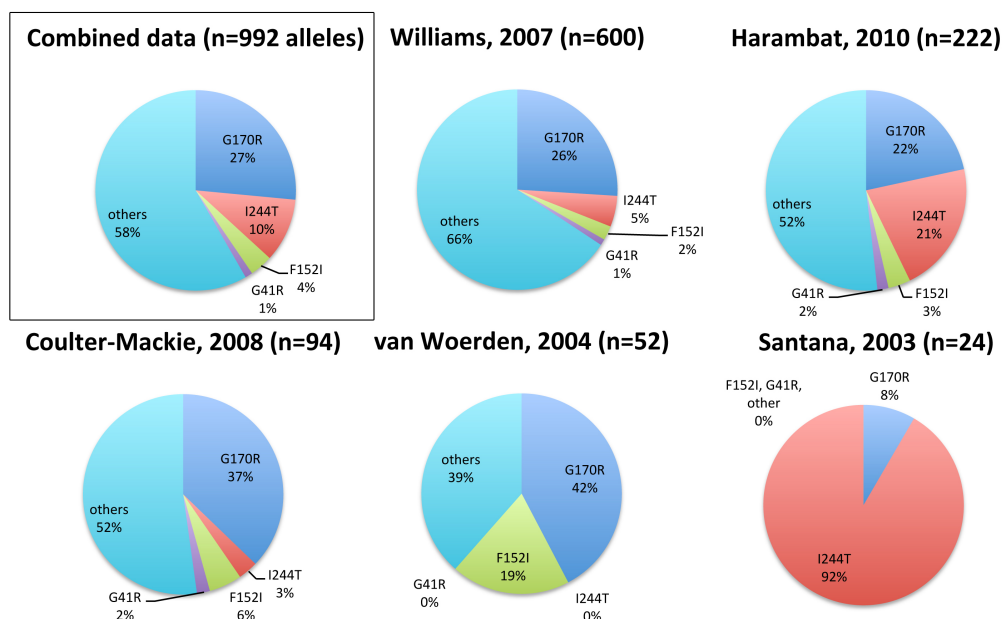 Combined data (n=992 alleles)
G170R
27%
I244T
10%
F152I
4%
G41R
1%
others
58%
Williams, 2007 (n=600)
G170R
26%
I244T
5%
F152I
2%
G41R
1%
others
66%
Harambat, 2010 (n=222)
G170R
22%
I244T
21%
F152I
3%
G41R
2%
others
52%
Coulter-Mackie, 2008 (n=94)
G170R
37%
I244T
3%
F152I
6%
G41R
2%
others
52%
van Woerden, 2004 (n=52)
G170R
42%
I244T
0%
F152I
19%
G41R
0%
others
39%
Santana, 2003 (n=24)
G170R
8%
I244T
92%
F152I, G41R,
other
0%